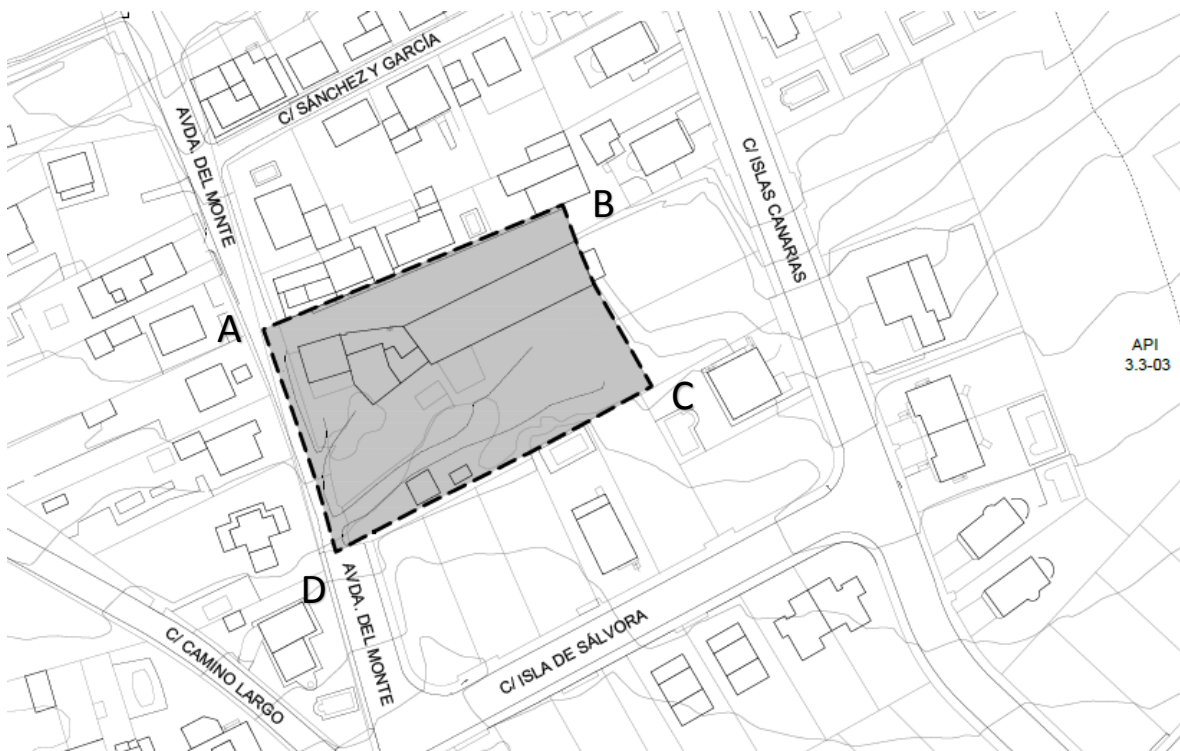 C/ SÁNCHEZ Y GARCÍA
AVDA. DEL MONTE
B
C/ ISLAS CANARIAS
A
API
3.3-03
C
D
AVDA. DEL MONTE
C/ ISLA DE SÁLVORA
C/ CAMINO LARGO